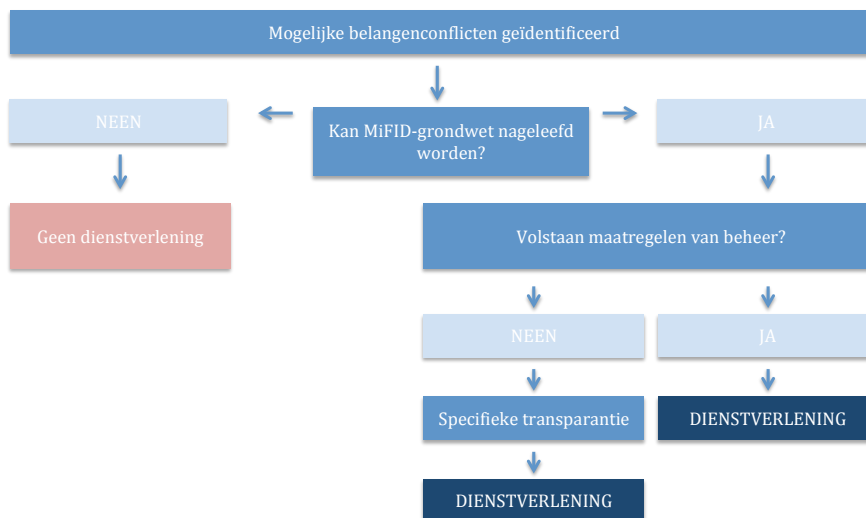 Mogelijke belangenconflicten geïdentificeerd
NEEN
Kan MiFID-grondwet nageleefd
worden?
JA
Geen dienstverlening
Volstaan maatregelen van beheer?
NEEN
JA
Specifieke transparantie
DIENSTVERLENING
DIENSTVERLENING